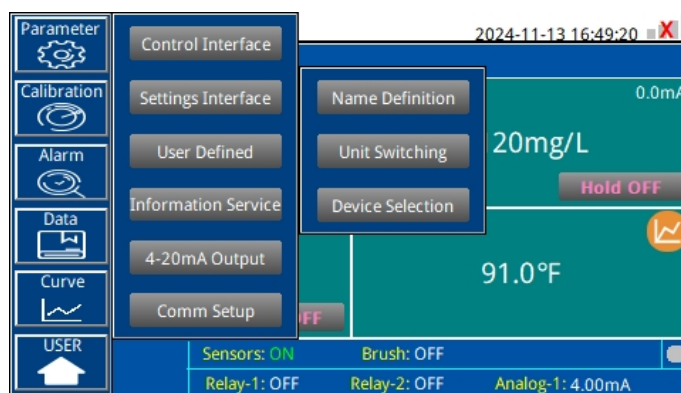 Parameter
2024-11-13 16:49:20
X
Control Interface
Calibration
Settings Interface
Name Definition
0.0mA
Alarm
User Defined
Unit Switching
20mg/L
Information Service
Device Selection
Hold OFF
Data
4-20mA Output
91.0°F
Curve
Comm Setup
FF
USER
Sensors: ON
Brush: OFF
Relay-1: OFF
Relay-2: OFF
Analog-1: 4.00mA